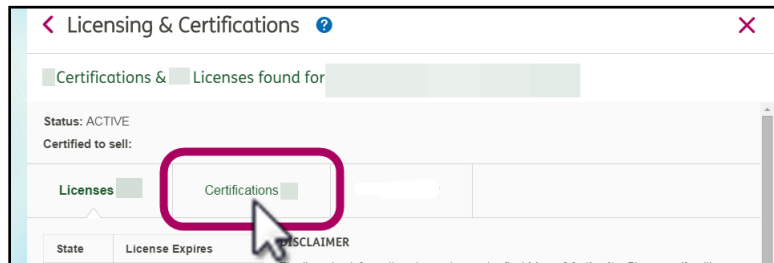 Licensing & Certifications ?
Certifications & Licenses found for
Status: ACTIVE
Certified to sell:
Licenses Certifications
State License Expires DISCLAIMER